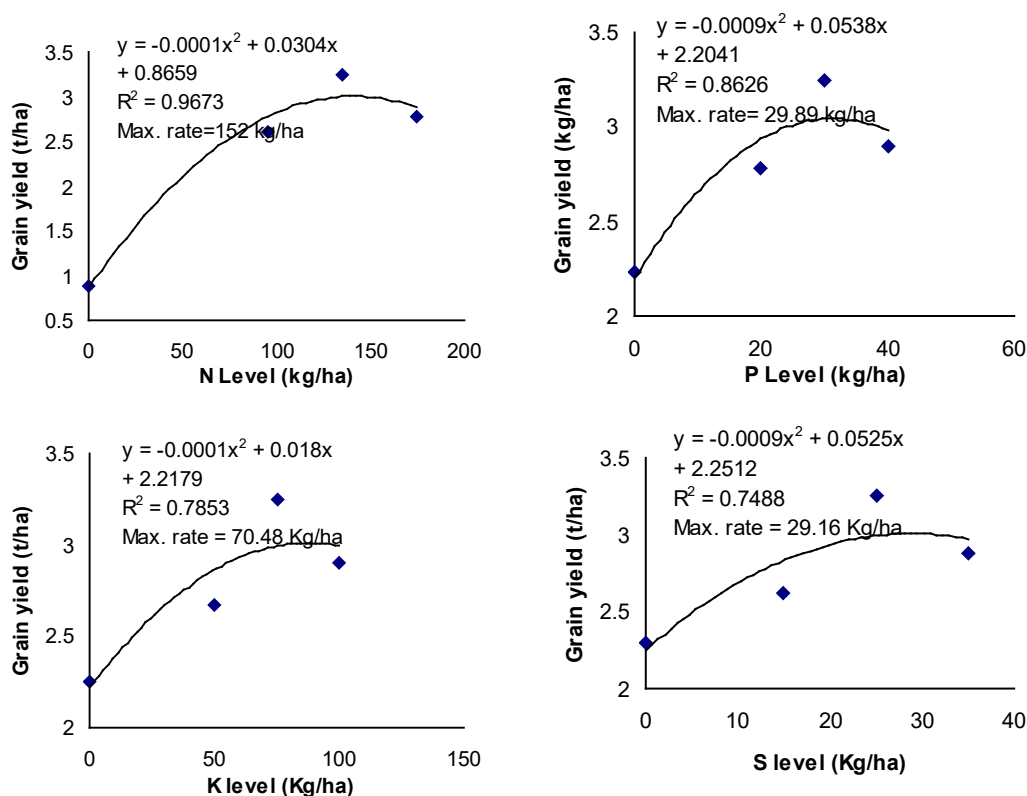 y = -0.0001x² + 0.0304x
+ 0.8659
R² = 0.9673
Max. rate=152 kg/ha
Grain yield (t/ha)
3.5
3
2.5
2
1.5
1
0.5
0 50 100 150 200
N Level (kg/ha)
y = -0.0009x² + 0.0538x
+ 2.2041
R² = 0.8626
Max. rate= 29.89 kg/ha
Grain yield (kg/ha)
3.5
3
2.5
2
0 20 40 60
P Level (kg/ha)
y = -0.0001x² + 0.018x
+ 2.2179
R² = 0.7853
Max. rate = 70.48 Kg/ha
Grain yield (t/ha)
3.5
3
2.5
2
0 50 100 150
K level (Kg/ha)
y = -0.0009x² + 0.0525x
+ 2.2512
R² = 0.7488
Max. rate = 29.16 Kg/ha
Grain yield (t/ha)
3.5
3
2.5
2
0 10 20 30 40
S level (Kg/ha)